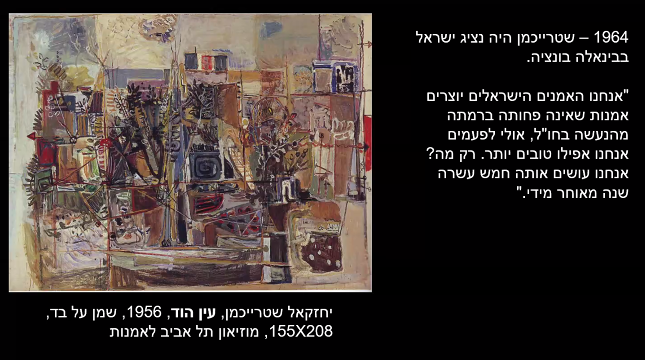 1964 – שטרייכמן היה נציג ישראל
בבינאלה בונציה.
"אנחנו האמנים הישראלים יוצרים
אמנות שאינה פחותה ברמתה
מהנעשה בחו"ל, אולי לפעמים
אנחנו אפילו טובים יותר. רק מה?
אנחנו עושים אותה חמש עשרה
שנה מאוחר מידי."
יחזקאל שטרייכמן, עין הוד, 1956, שמן על בד,
155X208, מוזיאון תל אביב לאמנות